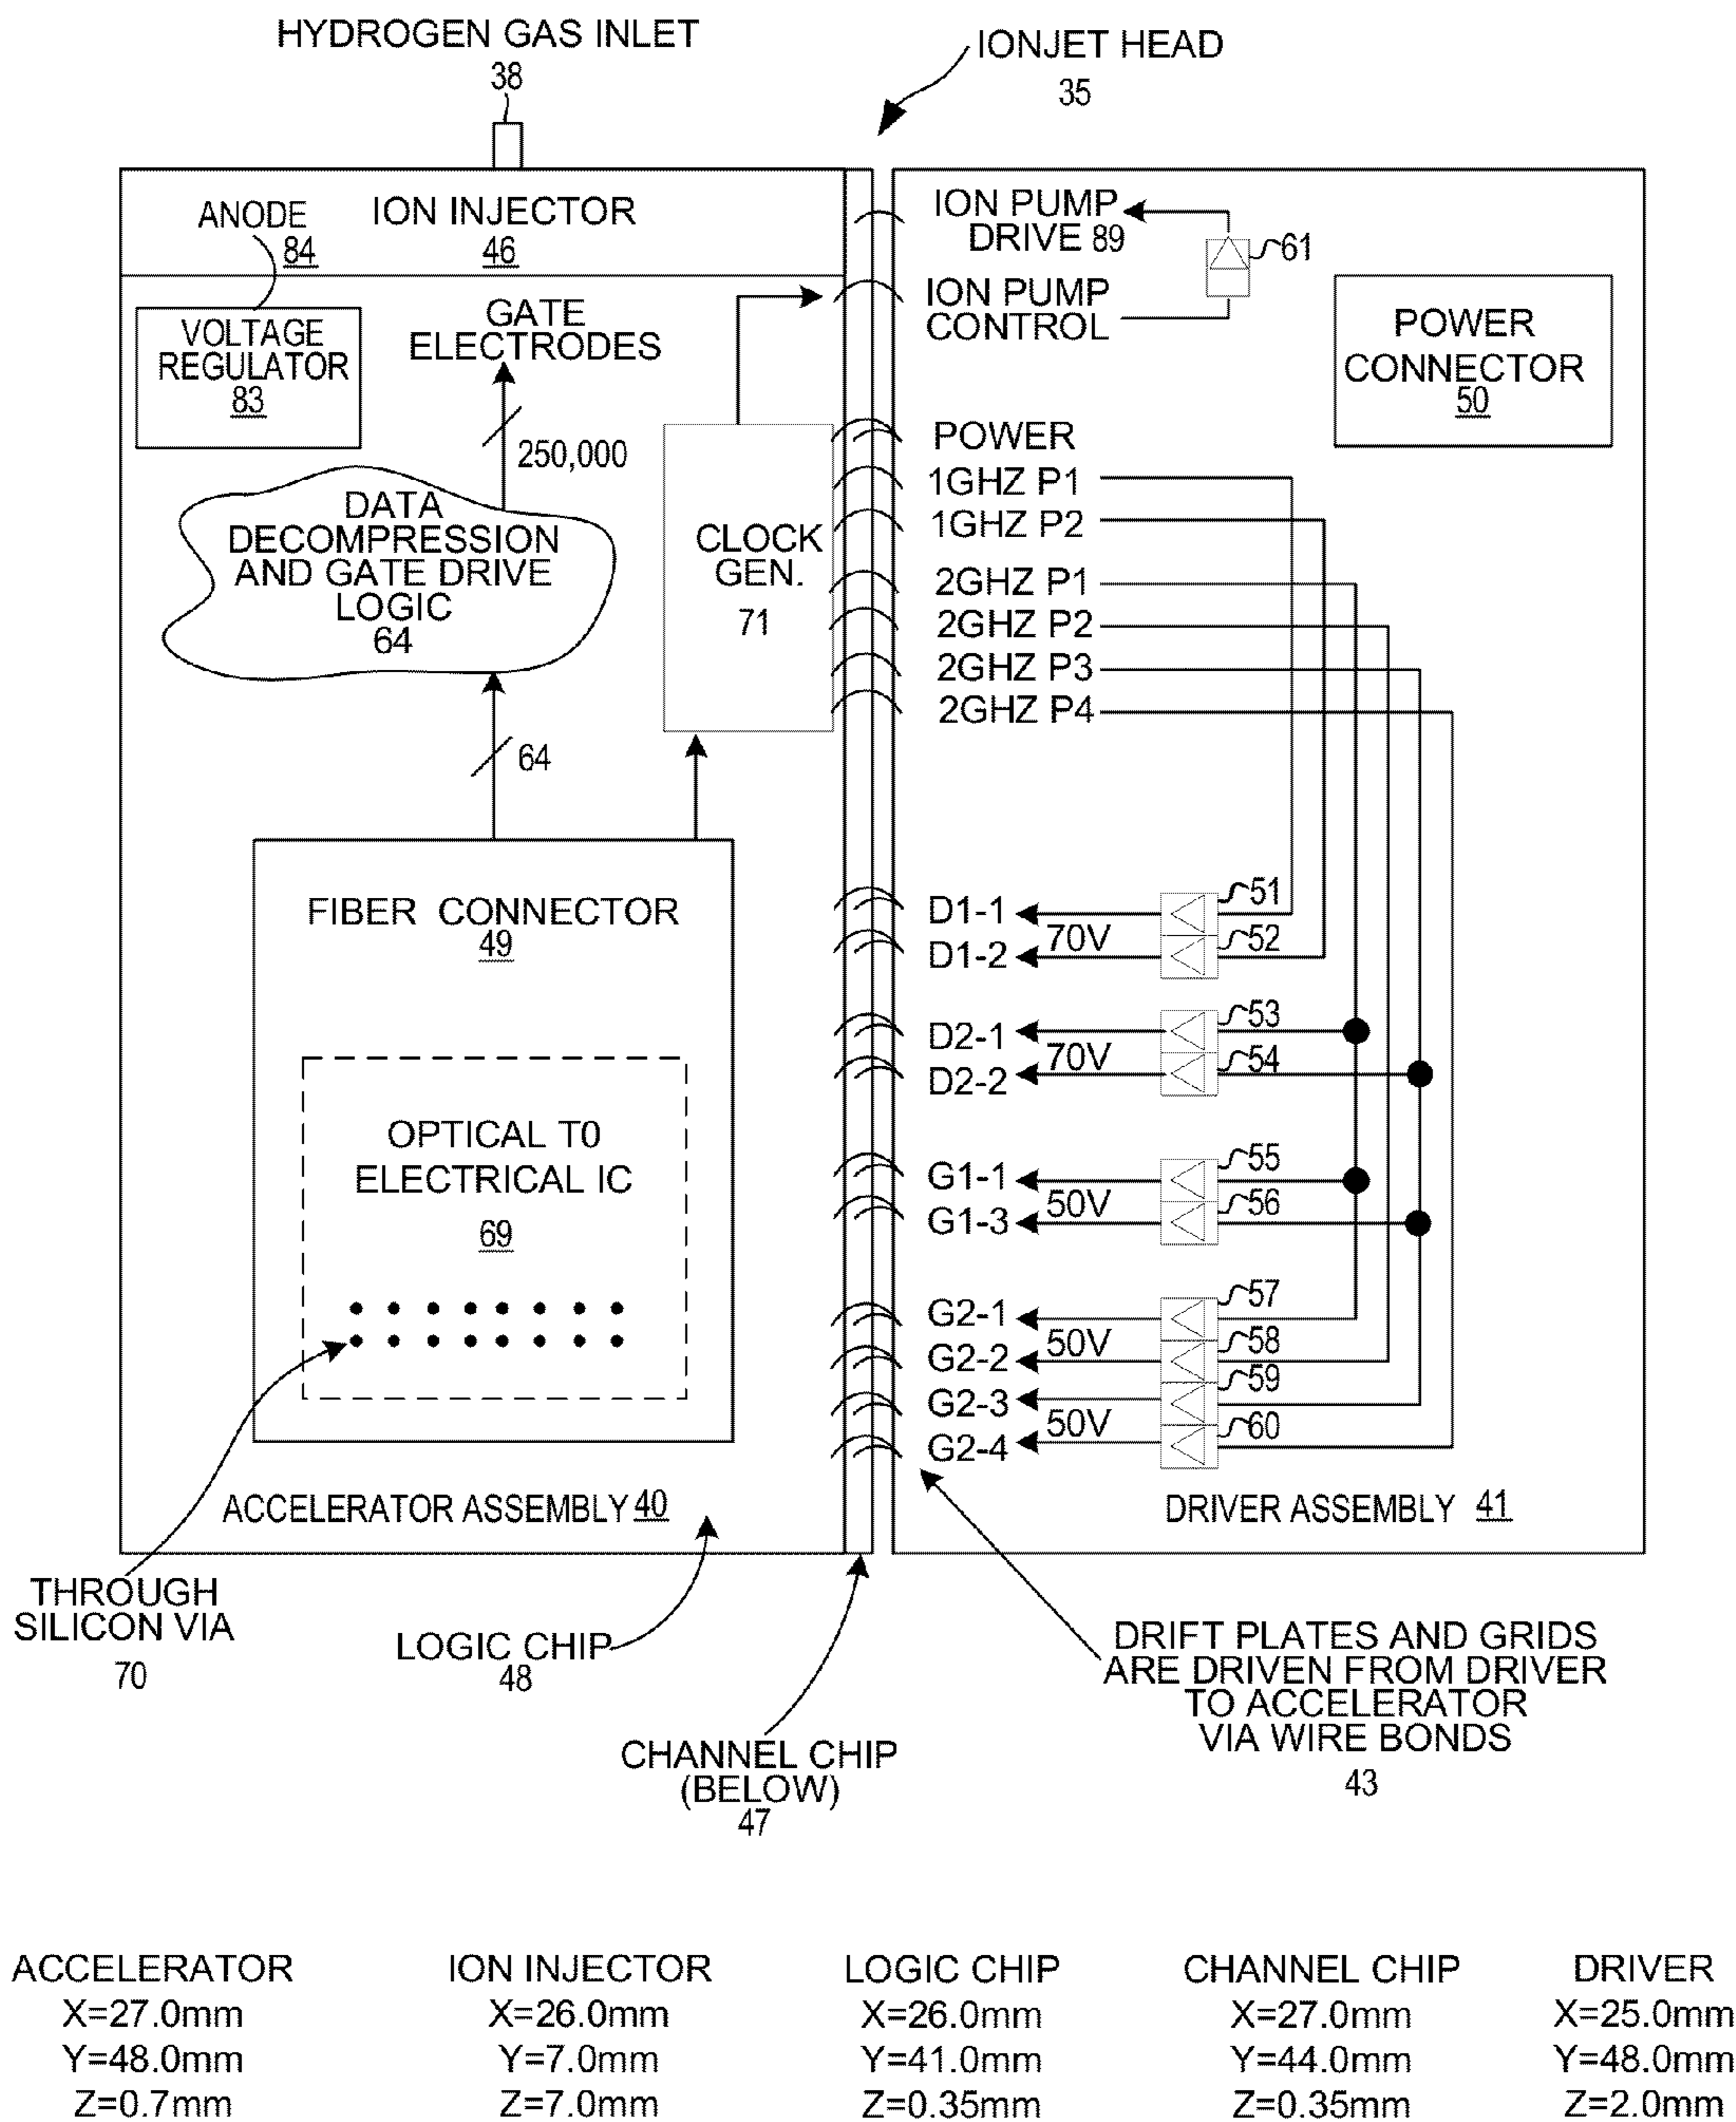 HYDROGEN GAS INLET
38
IONJET HEAD
35
ANODE
84
ION INJECTOR
46
VOLTAGE
REGULATOR
83
GATE
ELECTRODES
250,000
DATA
DECOMPRESSION
AND GATE DRIVE
LOGIC
64
64
CLOCK
GEN.
71
FIBER CONNECTOR
49
OPTICAL T0
ELECTRICAL IC
69
ACCELERATOR ASSEMBLY 40
ION PUMP
DRIVE 89
61
ION PUMP
CONTROL
POWER
CONNECTOR
50
POWER
1GHZ P1
1GHZ P2
2GHZ P1
2GHZ P2
2GHZ P3
2GHZ P4
D1-1
51
70V
D1-2
52
D2-1
53
70V
D2-2
54
G1-1
55
50V
G1-3
56
G2-1
57
50V
G2-2
58
G2-3
59
50V
G2-4
60
DRIVER ASSEMBLY 41
THROUGH
SILICON VIA
70
LOGIC CHIP
48
CHANNEL CHIP
(BELOW)
47
DRIFT PLATES AND GRIDS
ARE DRIVEN FROM DRIVER
TO ACCELERATOR
VIA WIRE BONDS
43
ACCELERATOR
X=27.0mm
Y=48.0mm
Z=0.7mm
ION INJECTOR
X=26.0mm
Y=7.0mm
Z=7.0mm
LOGIC CHIP
X=26.0mm
Y=41.0mm
Z=0.35mm
CHANNEL CHIP
X=27.0mm
Y=44.0mm
Z=0.35mm
DRIVER
X=25.0mm
Y=48.0mm
Z=2.0mm